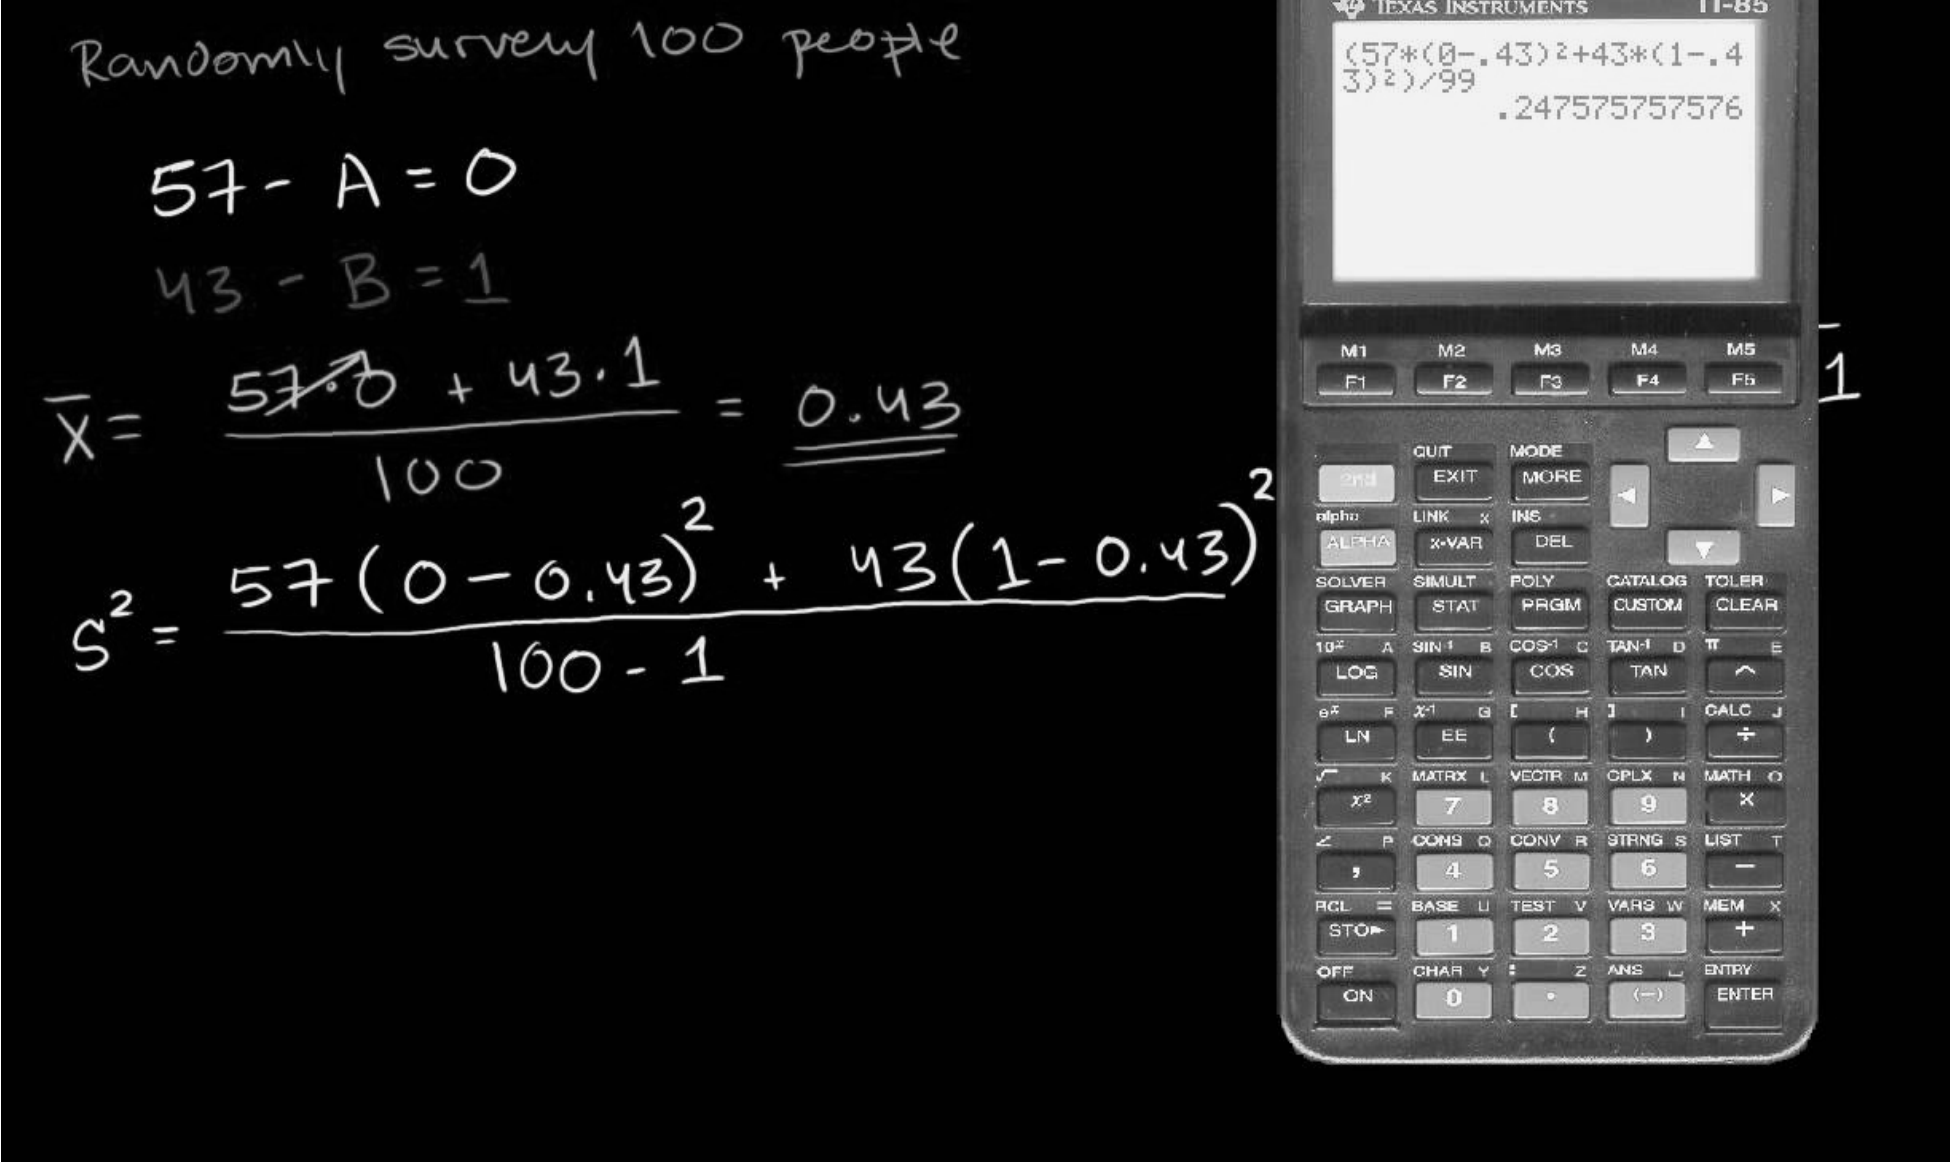 Randomly survey 100 people
57 - A = 0
43 - B = 1
x̄ = (57·0 + 43·1)/100 = 0.43
S² = (57(0 - 0.43)² + 43(1 - 0.43)²)/(100 - 1)
1
TEXAS INSTRUMENTS TI-85
(57*(0-.43)²+43*(1-.4
3)²)/99
.247575757576
M1 M2 M3 M4 M5
F1 F2 F3 F4 F5
QUIT MODE
2nd EXIT MORE
alpha LINK x INS
ALPHA x-VAR DEL
SOLVER SIMULT POLY CATALOG TOLER
GRAPH STAT PRGM CUSTOM CLEAR
10ˣ A SIN⁻¹ B COS⁻¹ C TAN⁻¹ D π E
LOG SIN COS TAN ^
eˣ F x⁻¹ G [ H ] I CALC J
LN EE ( ) ÷
√ K MATRX L VECTR M CPLX N MATH O
x² 7 8 9 ×
∠ P CONS Q CONV R STRNG S LIST T
, 4 5 6 −
RCL = BASE U TEST V VARS W MEM X
STO► 1 2 3 +
OFF CHAR Y : Z ANS ␣ ENTRY
ON 0 . (−) ENTER